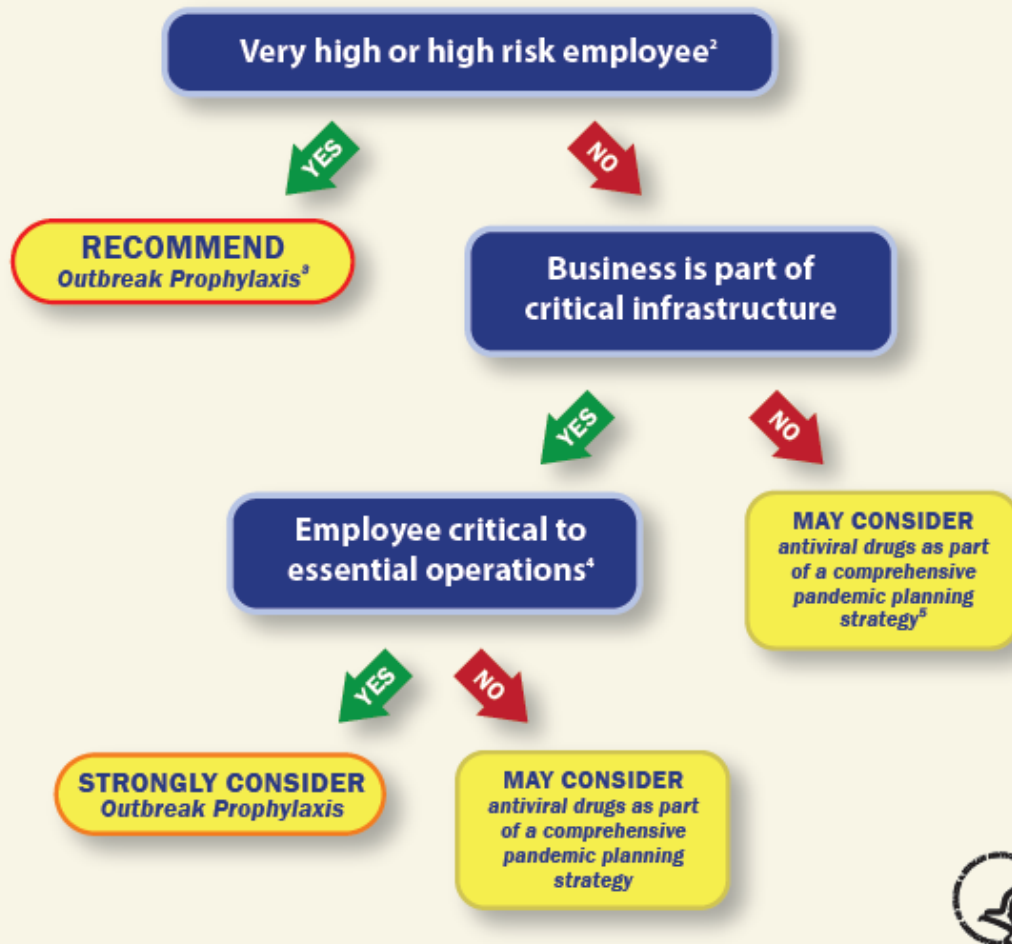 Very high or high risk employee²
YES
NO
RECOMMEND
Outbreak Prophylaxis³
Business is part of
critical infrastructure
YES
NO
Employee critical to
essential operations⁴
MAY CONSIDER
antiviral drugs as part
of a comprehensive
pandemic planning
strategy⁵
YES
NO
STRONGLY CONSIDER
Outbreak Prophylaxis
MAY CONSIDER
antiviral drugs as part
of a comprehensive
pandemic planning
strategy